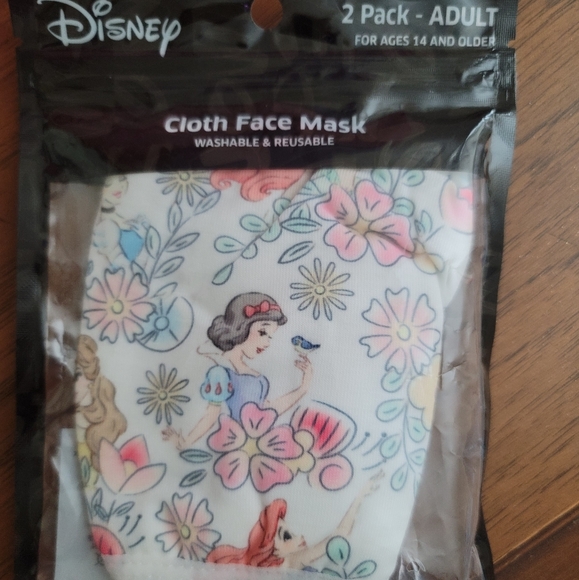 Disney
2 Pack - ADULT
FOR AGES 14 AND OLDER
Cloth Face Mask
WASHABLE & REUSABLE